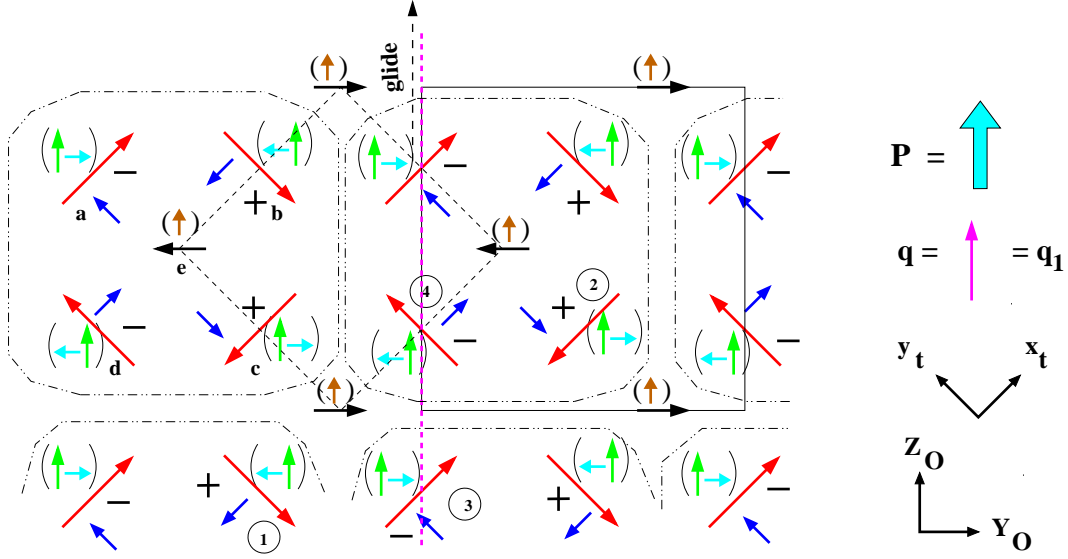 ( ) ( )
glide
( ) ( ) ( ) ( ) ( )
− + − + −
a b
P =
( ) ( )
e
q = = q1
4 2
+ +
( ) ( ) ( ) ( ) ( )
− − −
d c
yt xt
( ) ( )
( ) ( ) ( ) ( ) ( )
− + − + −
1 3
ZO
YO